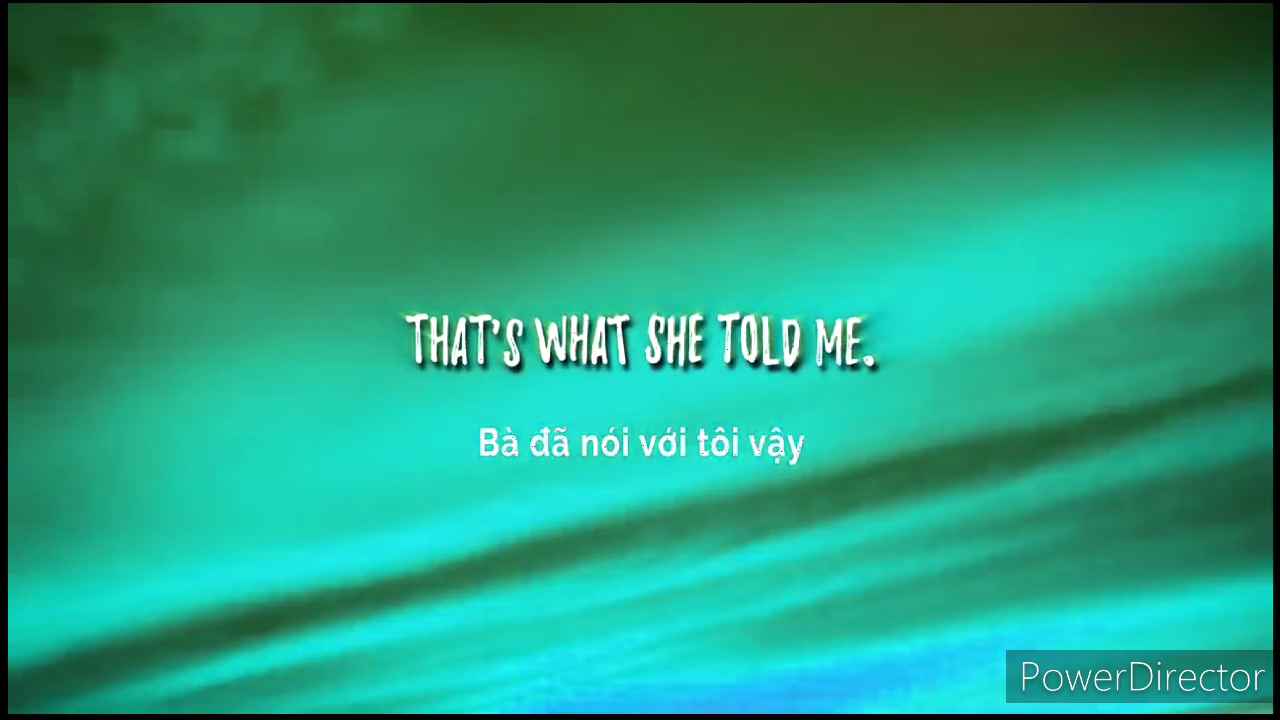 THAT'S WHAT SHE TOLD ME.
Bà đã nói với tôi vậy
PowerDirector